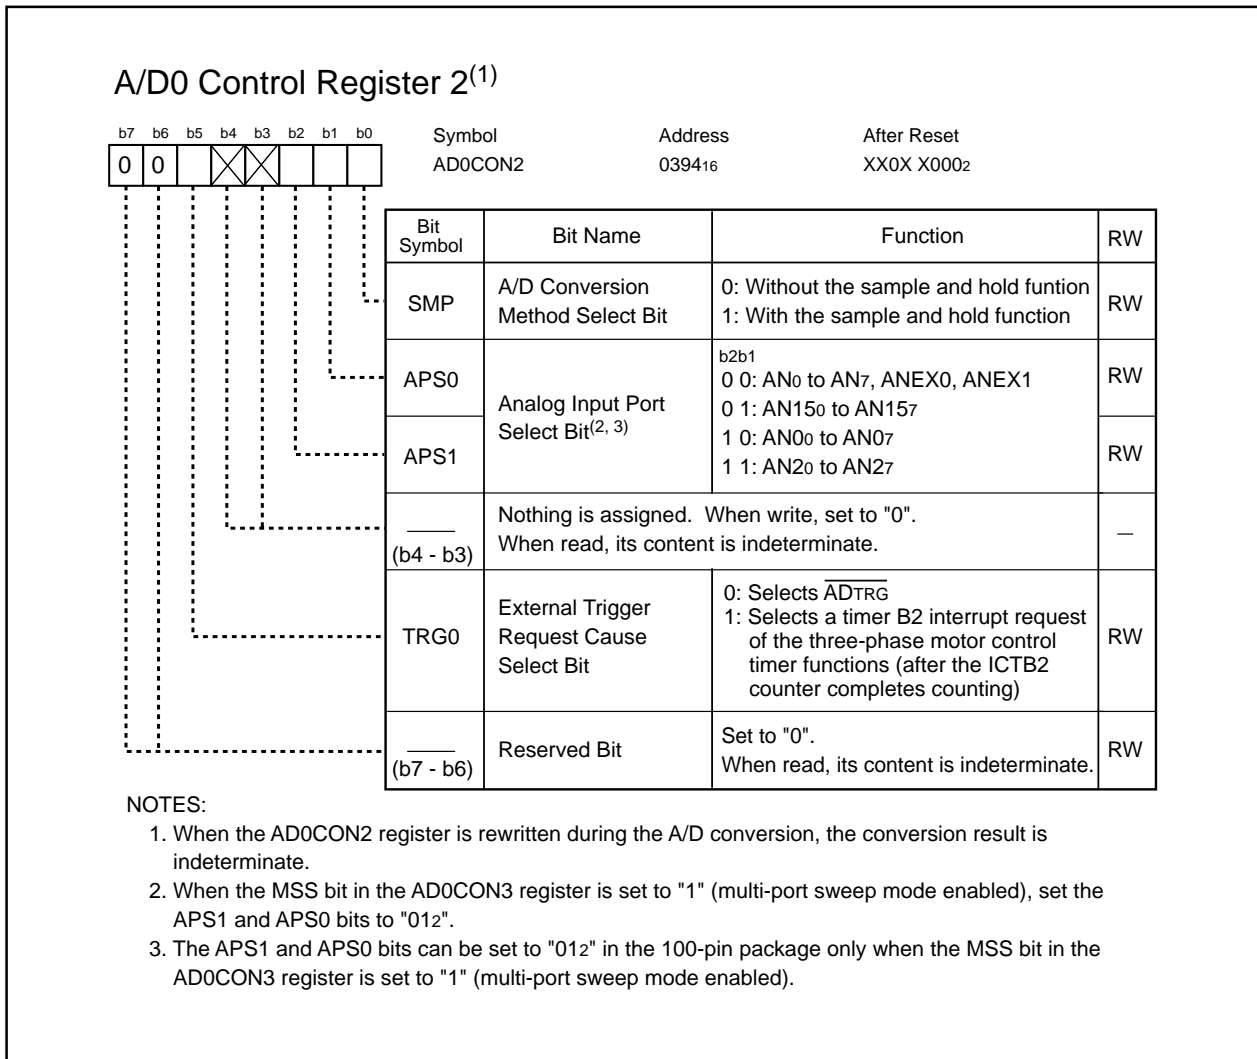 A/D0 Control Register 2(1)
b7 b6 b5 b4 b3 b2 b1 b0
0 0
Symbol Address After Reset
AD0CON2 039416 XX0X X0002
Bit Symbol Bit Name Function RW
SMP
A/D Conversion
Method Select Bit
0: Without the sample and hold funtion
1: With the sample and hold function
RW
APS0
APS1
Analog Input Port
Select Bit(2, 3)
b2b1
0 0: AN0 to AN7, ANEX0, ANEX1
0 1: AN150 to AN157
1 0: AN00 to AN07
1 1: AN20 to AN27
RW
RW
(b4 - b3)
Nothing is assigned. When write, set to "0".
When read, its content is indeterminate.
—
TRG0
External Trigger
Request Cause
Select Bit
0: Selects ADTRG
1: Selects a timer B2 interrupt request
of the three-phase motor control
timer functions (after the ICTB2
counter completes counting)
RW
(b7 - b6)
Reserved Bit
Set to "0".
When read, its content is indeterminate.
RW
NOTES:
1. When the AD0CON2 register is rewritten during the A/D conversion, the conversion result is
indeterminate.
2. When the MSS bit in the AD0CON3 register is set to "1" (multi-port sweep mode enabled), set the
APS1 and APS0 bits to "012".
3. The APS1 and APS0 bits can be set to "012" in the 100-pin package only when the MSS bit in the
AD0CON3 register is set to "1" (multi-port sweep mode enabled).